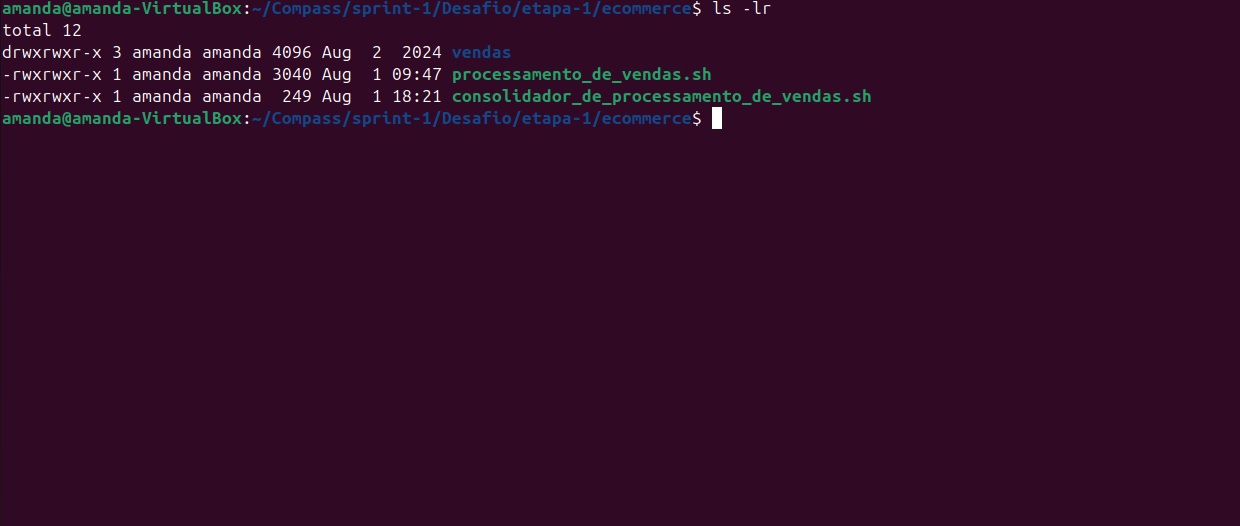 amanda@amanda-VirtualBox:~/Compass/sprint-1/Desafio/etapa-1/ecommerce$ ls -lr
total 12
drwxrwxr-x 3 amanda amanda 4096 Aug  2  2024 vendas
-rwxrwxr-x 1 amanda amanda 3040 Aug  1 09:47 processamento_de_vendas.sh
-rwxrwxr-x 1 amanda amanda  249 Aug  1 18:21 consolidador_de_processamento_de_vendas.sh
amanda@amanda-VirtualBox:~/Compass/sprint-1/Desafio/etapa-1/ecommerce$